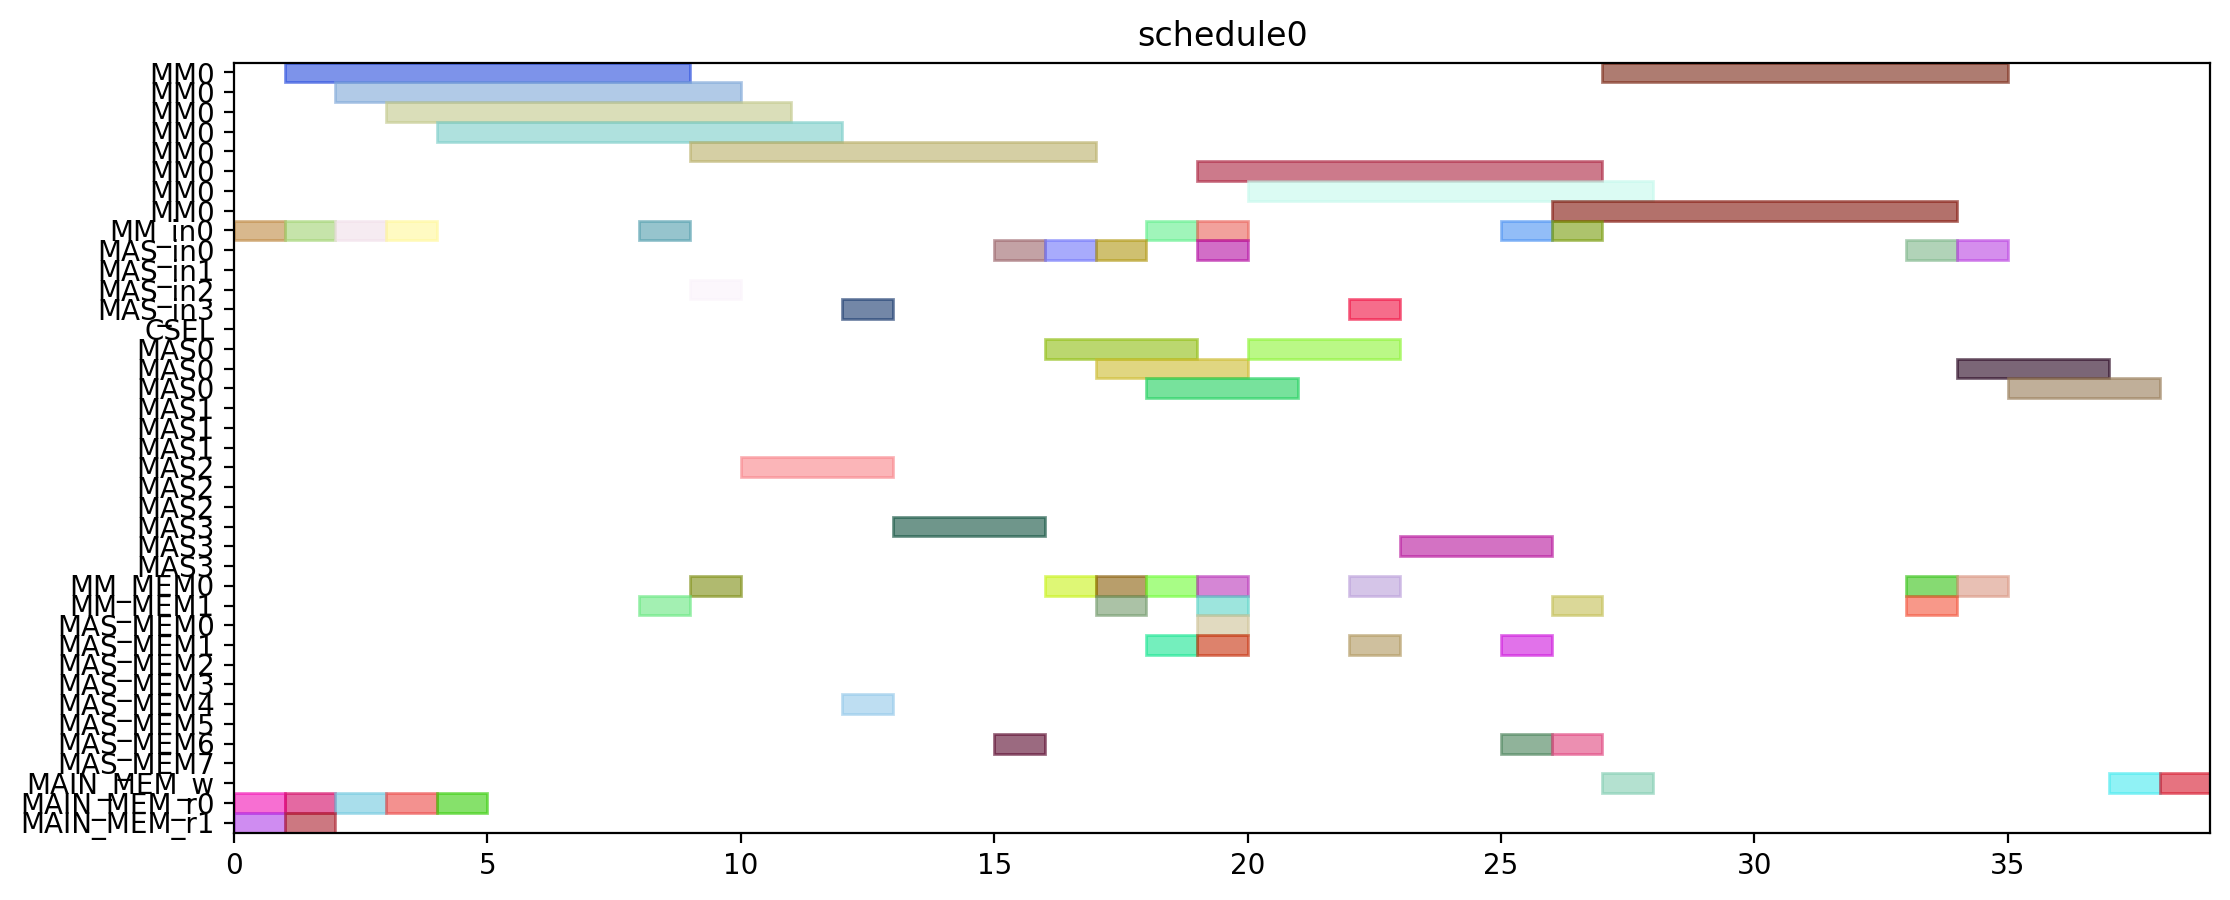 schedule0
MM0
MM0
MM0
MM0
MM0
MM0
MM0
MM0
MM_in0
MAS_in0
MAS_in1
MAS_in2
MAS_in3
CSEL
MAS0
MAS0
MAS0
MAS1
MAS1
MAS1
MAS2
MAS2
MAS2
MAS3
MAS3
MAS3
MM_MEM0
MM_MEM1
MAS_MEM0
MAS_MEM1
MAS_MEM2
MAS_MEM3
MAS_MEM4
MAS_MEM5
MAS_MEM6
MAS_MEM7
MAIN_MEM_w
MAIN_MEM_r0
MAIN_MEM_r1
0 5 10 15 20 25 30 35